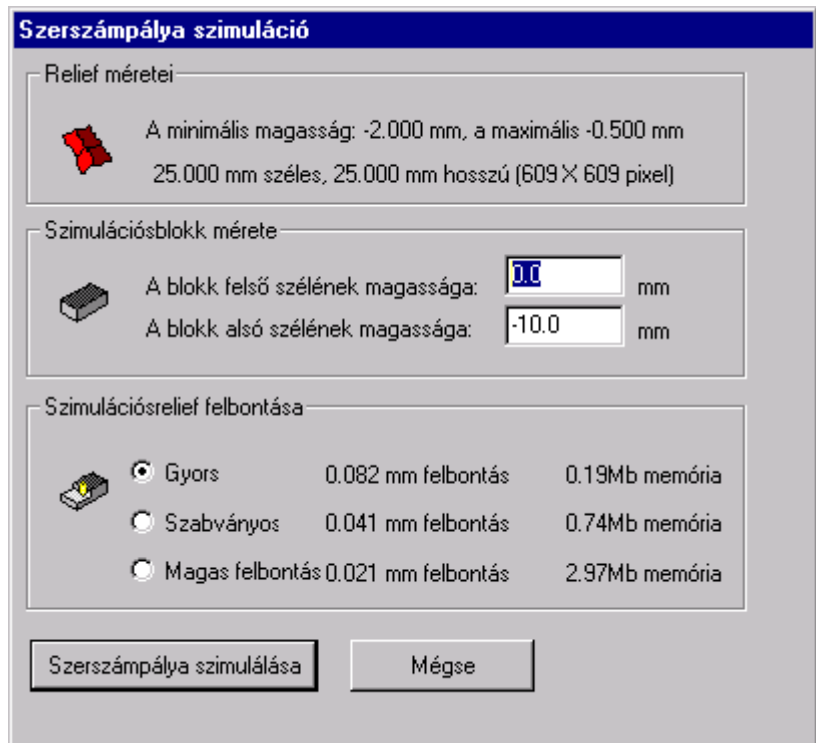 Szerszámpálya szimuláció
Relief méretei
A minimális magasság: -2.000 mm, a maximális -0.500 mm
25.000 mm széles, 25.000 mm hosszú (609 X 609 pixel)
Szimulációsblokk mérete
A blokk felső szélének magassága: 0.0 mm
A blokk alsó szélének magassága: -10.0 mm
Szimulációsrelief felbontása
Gyors 0.082 mm felbontás 0.19Mb memória
Szabványos 0.041 mm felbontás 0.74Mb memória
Magas felbontás 0.021 mm felbontás 2.97Mb memória
Szerszámpálya szimulálása Mégse